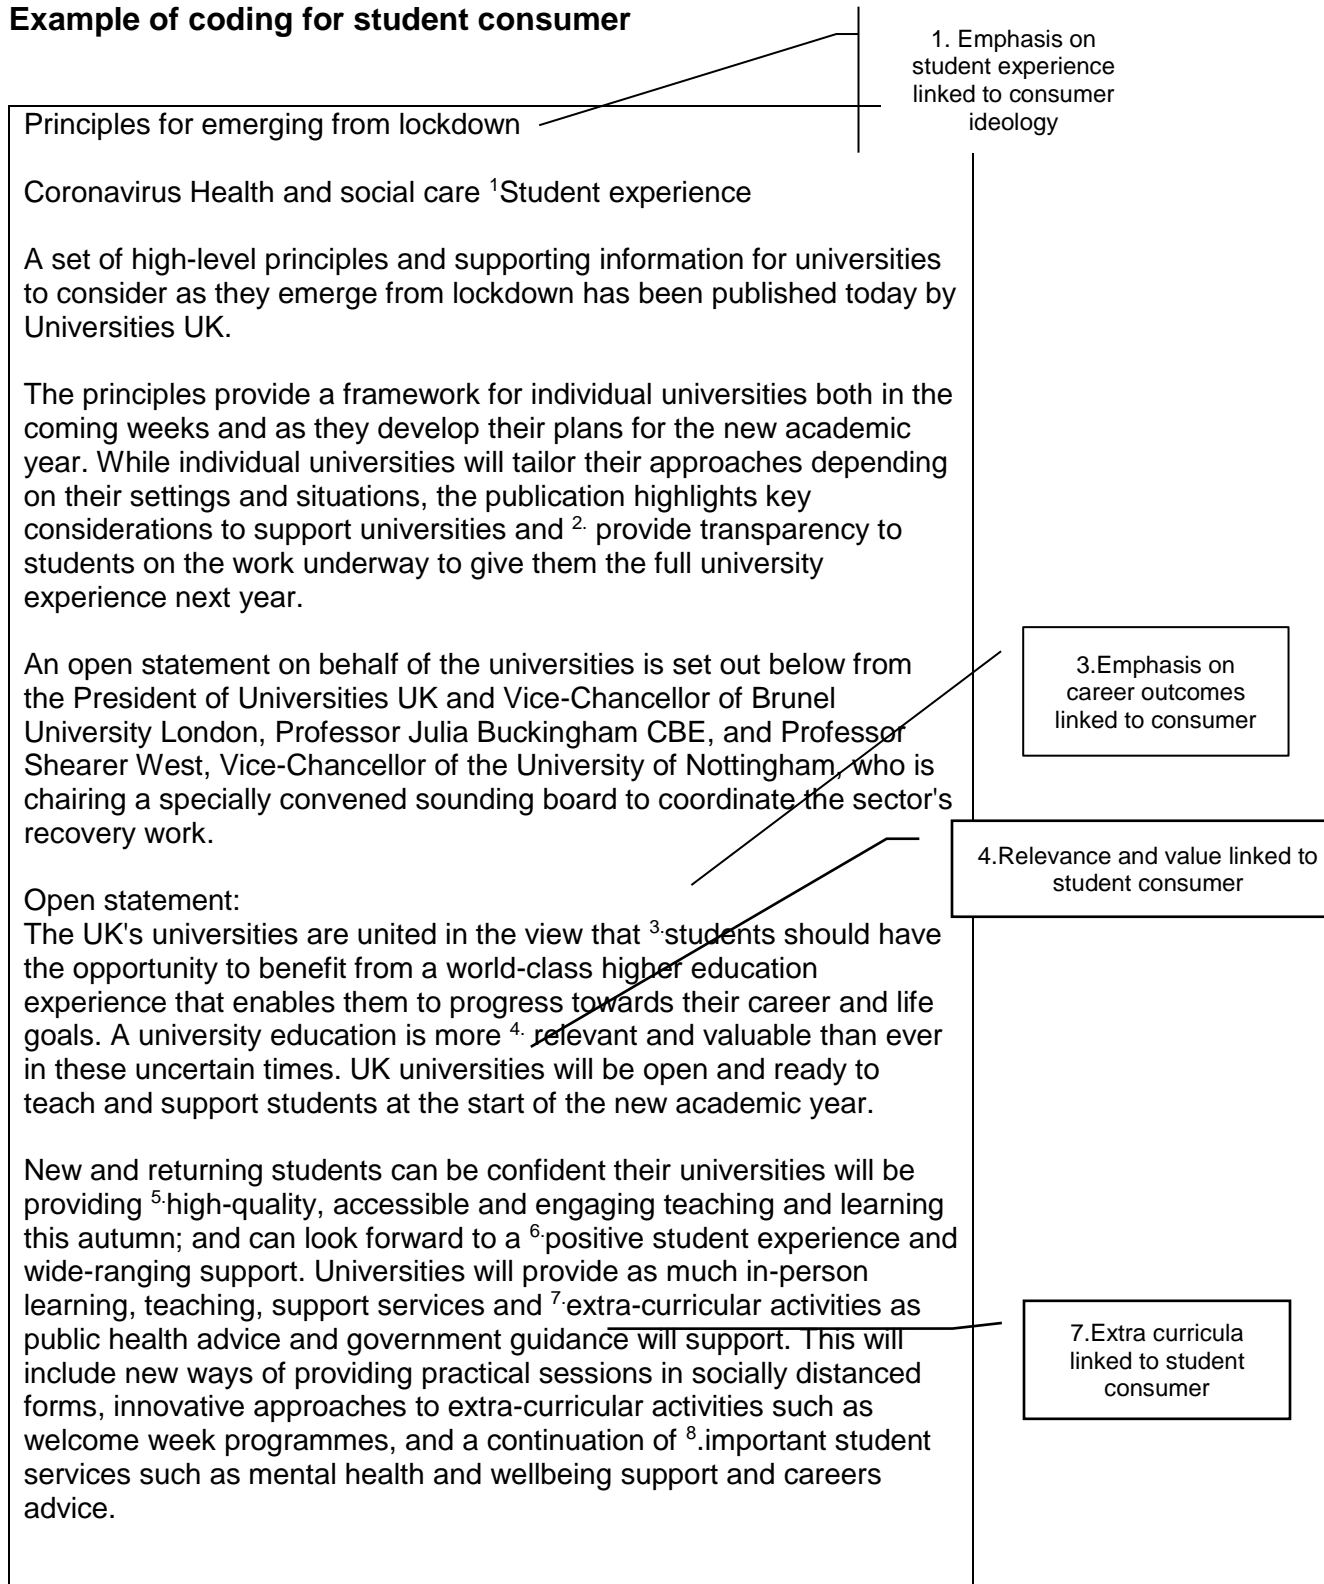 Example of coding for student consumer
1. Emphasis on
student experience
linked to consumer
ideology
Principles for emerging from lockdown
Coronavirus Health and social care ¹Student experience
A set of high-level principles and supporting information for universities
to consider as they emerge from lockdown has been published today by
Universities UK.
The principles provide a framework for individual universities both in the
coming weeks and as they develop their plans for the new academic
year. While individual universities will tailor their approaches depending
on their settings and situations, the publication highlights key
considerations to support universities and ²· provide transparency to
students on the work underway to give them the full university
experience next year.
An open statement on behalf of the universities is set out below from
the President of Universities UK and Vice-Chancellor of Brunel
University London, Professor Julia Buckingham CBE, and Professor
Shearer West, Vice-Chancellor of the University of Nottingham, who is
chairing a specially convened sounding board to coordinate the sector's
recovery work.
3.Emphasis on
career outcomes
linked to consumer
4.Relevance and value linked to
student consumer
Open statement:
The UK's universities are united in the view that ³·students should have
the opportunity to benefit from a world-class higher education
experience that enables them to progress towards their career and life
goals. A university education is more ⁴· relevant and valuable than ever
in these uncertain times. UK universities will be open and ready to
teach and support students at the start of the new academic year.
New and returning students can be confident their universities will be
providing ⁵·high-quality, accessible and engaging teaching and learning
this autumn; and can look forward to a ⁶·positive student experience and
wide-ranging support. Universities will provide as much in-person
learning, teaching, support services and ⁷·extra-curricular activities as
public health advice and government guidance will support. This will
include new ways of providing practical sessions in socially distanced
forms, innovative approaches to extra-curricular activities such as
welcome week programmes, and a continuation of ⁸.important student
services such as mental health and wellbeing support and careers
advice.
7.Extra curricula
linked to student
consumer